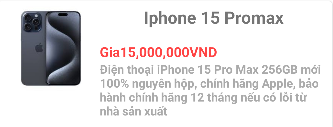 Iphone 15 Promax
Gia15,000,000VND
Điện thoại iPhone 15 Pro Max 256GB mới
100% nguyên hộp, chính hãng Apple, bảo
hành chính hãng 12 tháng nếu có lỗi từ
nhà sản xuất